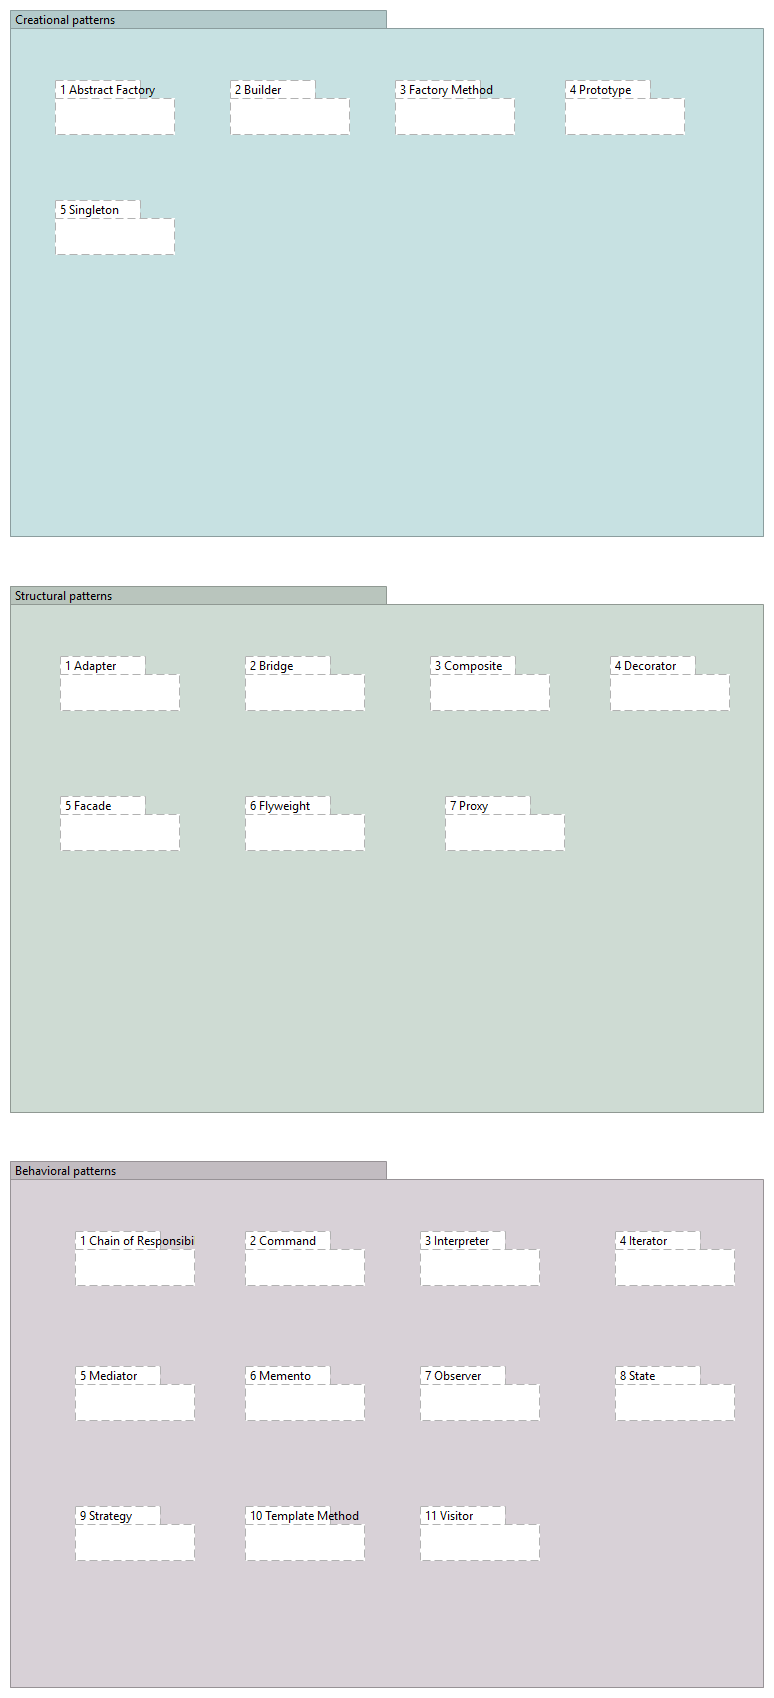 Creational patterns
1 Abstract Factory
2 Builder
3 Factory Method
4 Prototype
5 Singleton
Structural patterns
1 Adapter
2 Bridge
3 Composite
4 Decorator
5 Facade
6 Flyweight
7 Proxy
Behavioral patterns
1 Chain of Responsibi
2 Command
3 Interpreter
4 Iterator
5 Mediator
6 Memento
7 Observer
8 State
9 Strategy
10 Template Method
11 Visitor